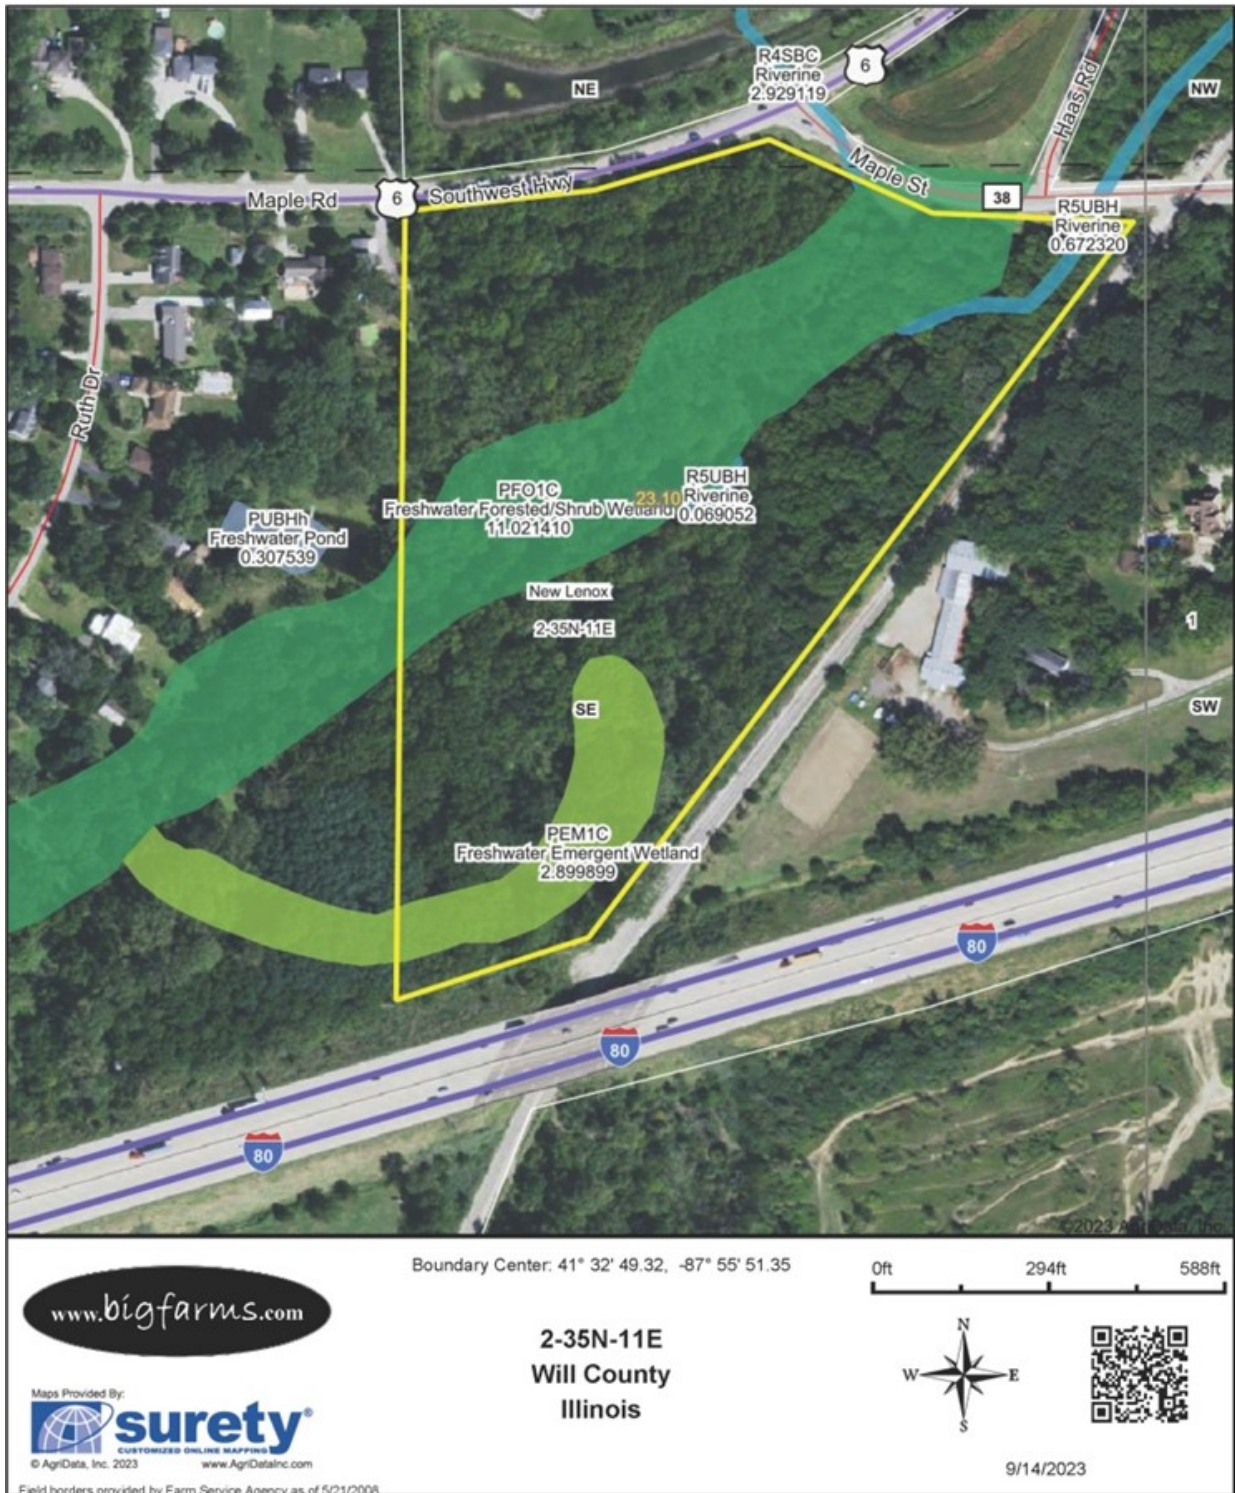 R4SBC
Riverine
2.929119
6
NE
NW
Haas Rd
Maple St
Maple Rd
6
Southwest Hwy
38
R5UBH
Riverine
0.672320
Ruth Dr
PFO1C
Freshwater Forested/Shrub Wetland
11.021410
23.10
R5UBH
Riverine
0.069052
PUBHh
Freshwater Pond
0.307539
New Lenox
2-35N-11E
1
SE
SW
PEM1C
Freshwater Emergent Wetland
2.899899
80
80
80
©2023 AgriData, Inc.
Boundary Center: 41° 32' 49.32, -87° 55' 51.35
0ft 294ft 588ft
www.bigfarms.com
2-35N-11E
Will County
Illinois
N
W E
S
Maps Provided By:
surety®
CUSTOMIZED ONLINE MAPPING
© AgriData, Inc. 2023 www.AgriDataInc.com
9/14/2023
Field borders provided by Farm Service Agency as of 5/21/2008.